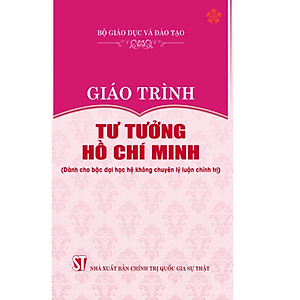 BỘ GIÁO DỤC VÀ ĐÀO TẠO
GIÁO TRÌNH
TƯ TƯỞNG
HỒ CHÍ MINH
(Dành cho bậc đại học hệ không chuyên lý luận chính trị)
ST
NHÀ XUẤT BẢN CHÍNH TRỊ QUỐC GIA SỰ THẬT